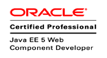 ORACLE
Certified Professional
Java EE 5 Web
Component Developer